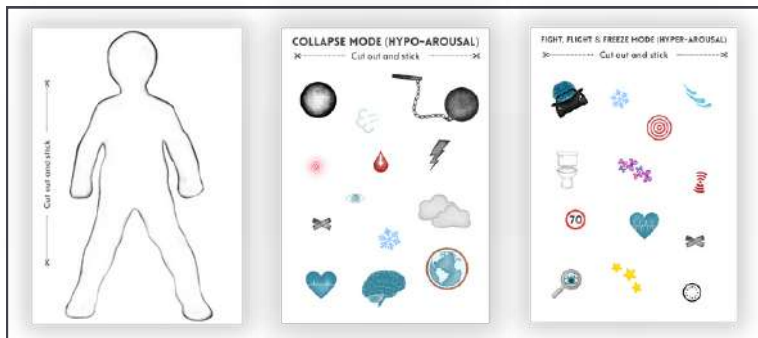 Cut out and stick
COLLAPSE MODE (HYPO-AROUSAL)
Cut out and stick
FIGHT, FLIGHT & FREEZE MODE (HYPER-AROUSAL)
Cut out and stick
70